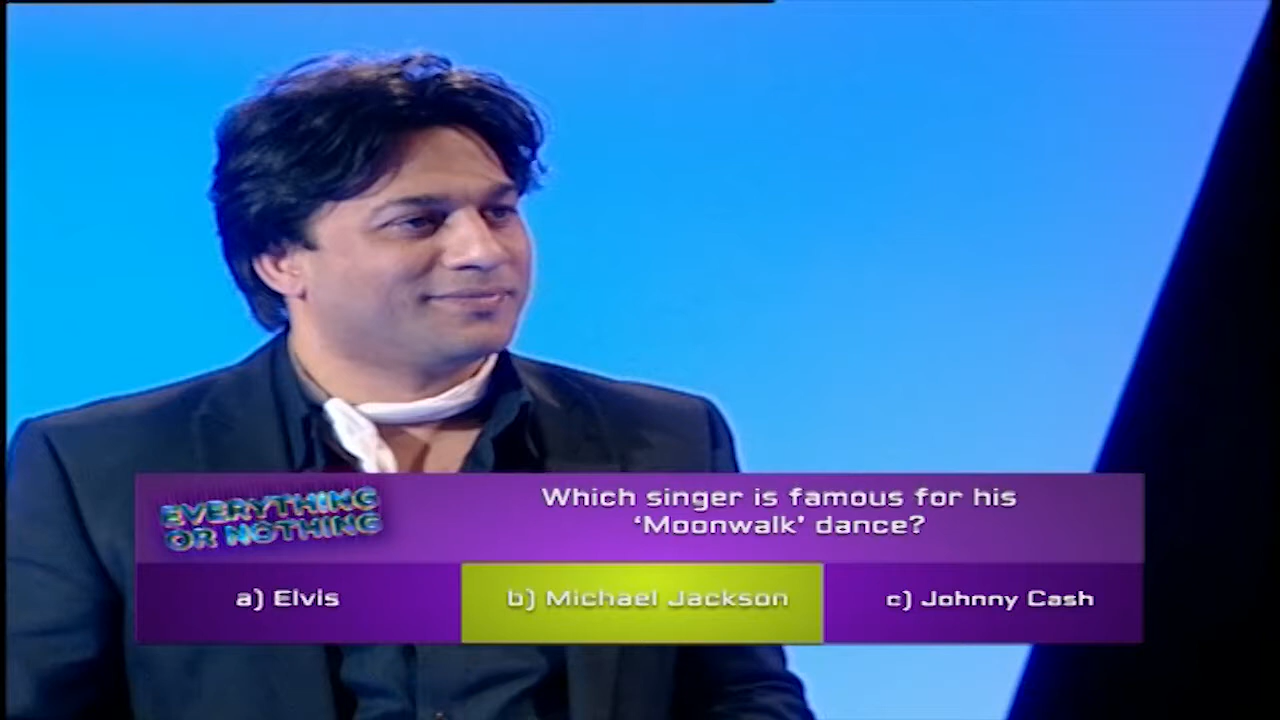 EVERYTHING
OR NOTHING
Which singer is famous for his
‘Moonwalk’ dance?
a) Elvis
b) Michael Jackson
c) Johnny Cash